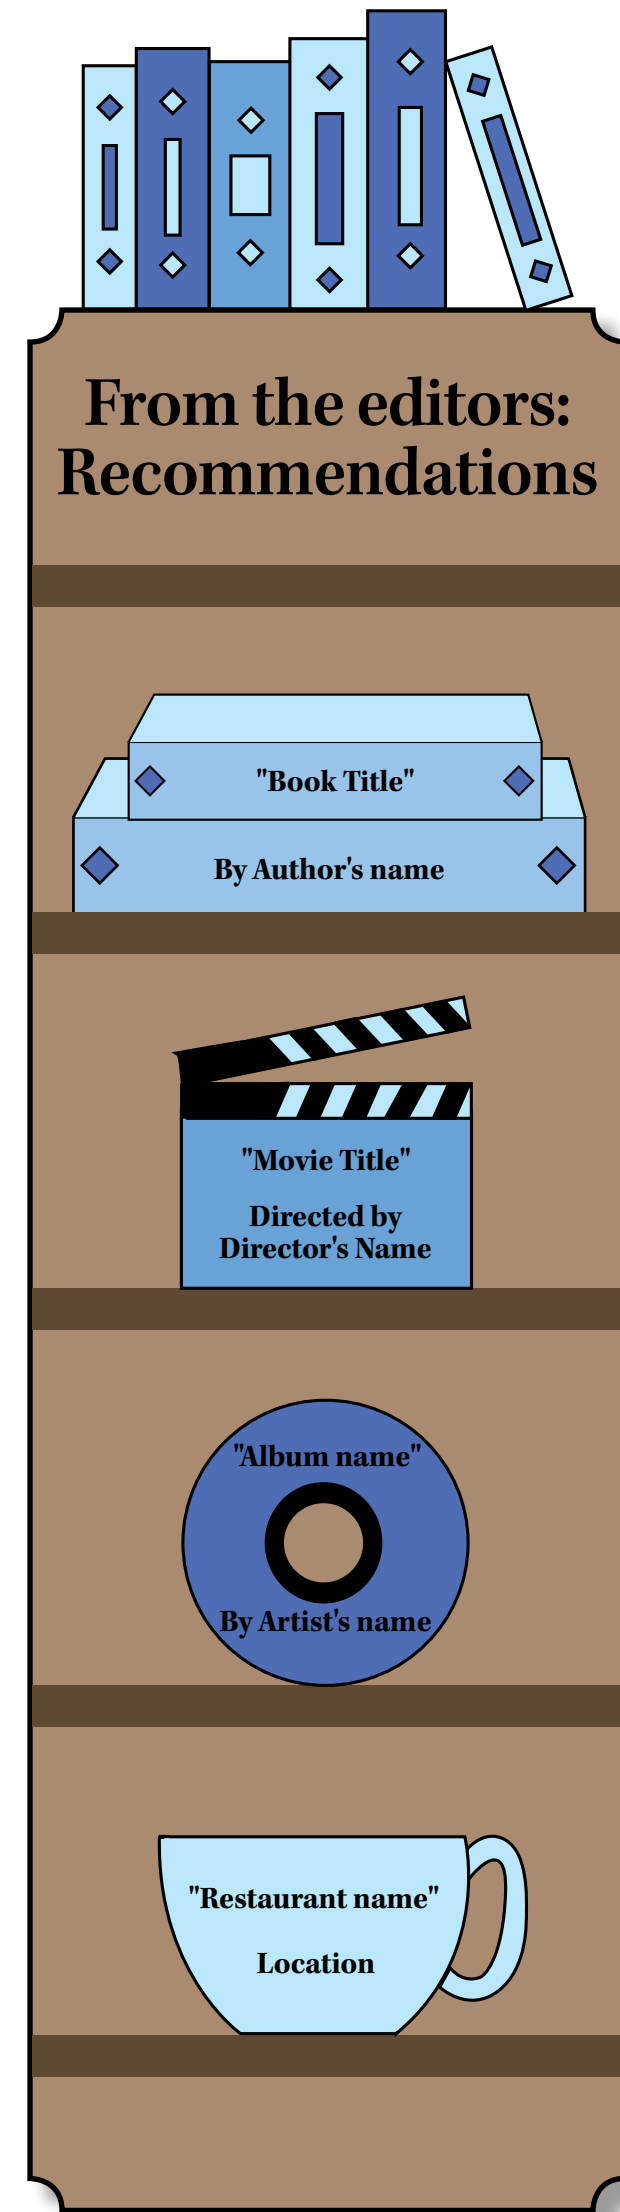 From the editors:
Recommendations
"Book Title"
By Author's name
"Movie Title"
Directed by
Director's Name
"Album name"
By Artist's name
"Restaurant name"
Location